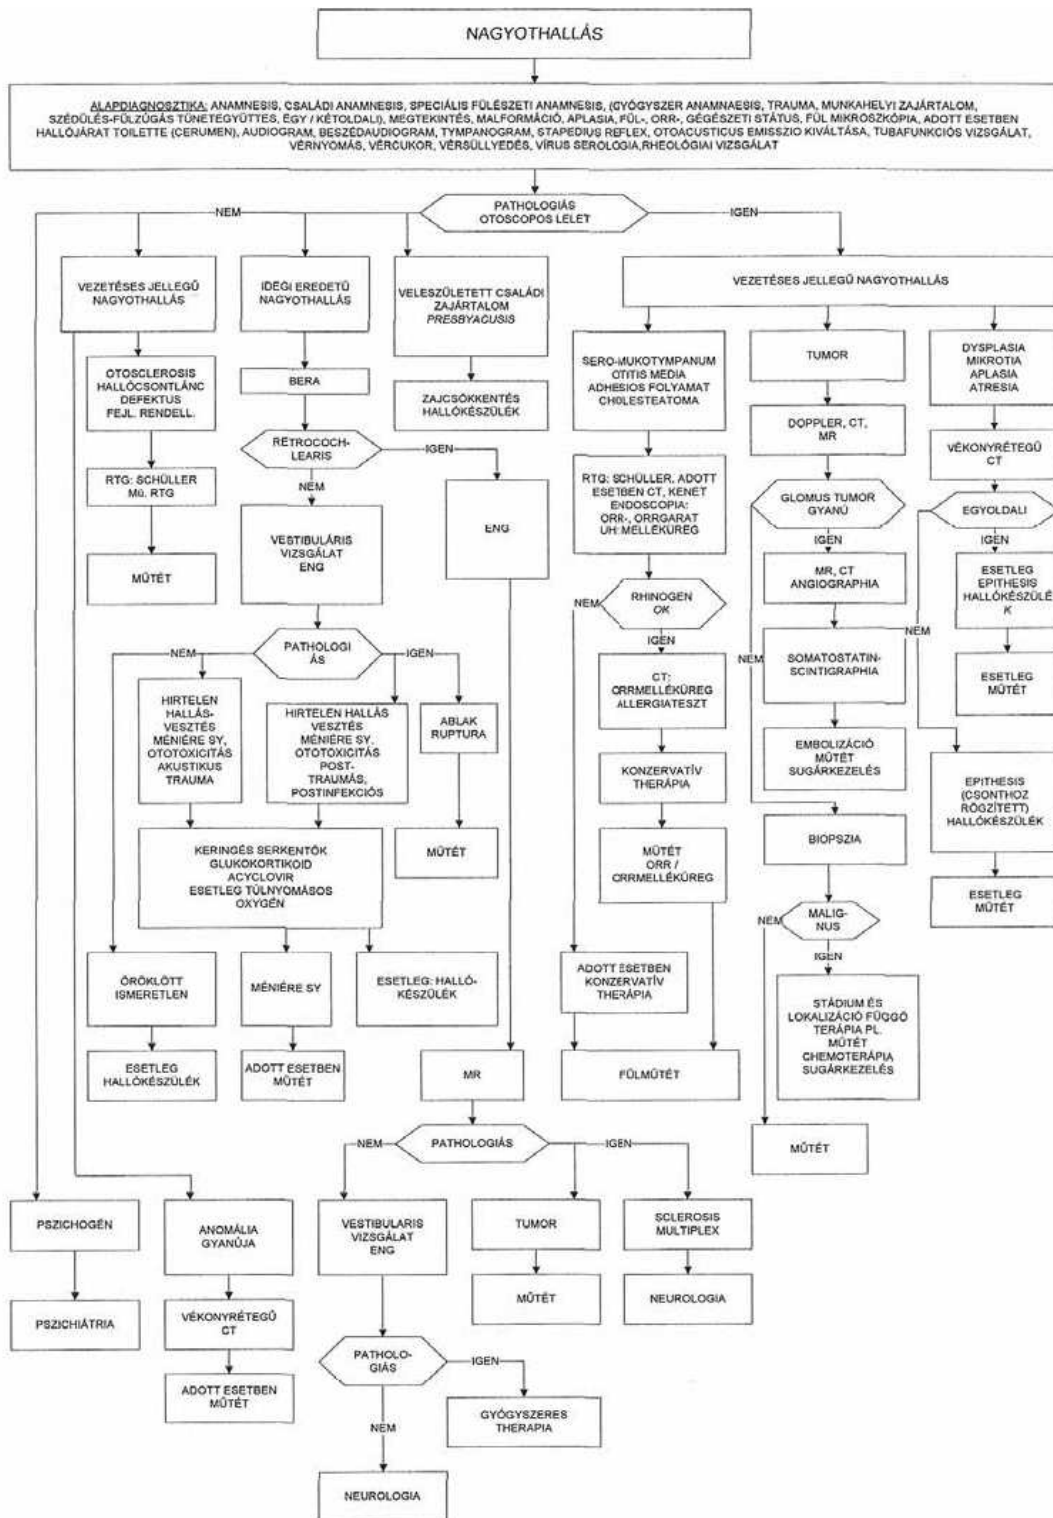 NAGYOTHALLÁS
ALAPDIAGNOSZTIKA: ANAMNESIS, CSALÁDI ANAMNESIS, SPECIÁLIS FÜLÉSZETI ANAMNESIS, (GYÓGYSZER ANAMNAESIS, TRAUMA, MUNKAHELYI ZAJÁRTALOM,
SZÉDÜLÉS-FÜLZÚGÁS TÜNETEGYÜTTES, EGY / KÉTOLDALI), MEGTEKINTÉS, MALFORMÁCIÓ, APLASIA, FÜL-, ORR-, GÉGÉSZETI STÁTUS, FÜL MIKROSZKÓPIA, ADOTT ESETBEN
HALLÓJÁRAT TOILETTE (CERUMEN), AUDIOGRAM, BESZÉDAUDIOGRAM, TYMPANOGRAM, STAPEDIUS REFLEX, OTOACUSTICUS EMISSZIO KIVÁLTÁSA, TUBAFUNKCIÓS VIZSGÁLAT,
VÉRNYOMÁS, VÉRCUKOR, VÉRSÜLLYEDÉS, VÍRUS SEROLOGIA,RHEOLÓGIAI VIZSGÁLAT
NEM
PATHOLOGIÁS
OTOSCOPOS LELET
IGEN
VEZETÉSES JELLEGŰ
NAGYOTHALLÁS
IDEGI EREDETŰ
NAGYOTHALLÁS
VELESZÜLETETT CSALÁDI
ZAJÁRTALOM
PRESBYACUSIS
VEZETÉSES JELLEGŰ NAGYOTHALLÁS
OTOSCLEROSIS
HALLÓCSONTLÁNC
DEFEKTUS
FEJL. RENDELL.
BERA
ZAJCSÖKKENTÉS
HALLÓKÉSZÜLÉK
SERO-MUKOTYMPANUM
OTITIS MEDIA
ADHESIOS FOLYAMAT
CHOLESTEATOMA
TUMOR
DYSPLASIA
MIKROTIA
APLASIA
ATRESIA
RETROCOCH-
LEARIS
IGEN
NEM
DOPPLER, CT,
MR
VÉKONYRÉTEGŰ
CT
RTG: SCHÜLLER
Mű. RTG
RTG: SCHÜLLER, ADOTT
ESETBEN CT, KENET
ENDOSCOPIA:
ORR-, ORRGARAT
UH: MELLÉKÜREG
GLOMUS TUMOR
GYANÚ
IGEN
EGYOLDALI
IGEN
MŰTÉT
VESTIBULÁRIS
VIZSGÁLAT
ENG
ENG
MR, CT
ANGIOGRAPHIA
ESETLEG
EPITHESIS
HALLÓKÉSZÜLÉ
K
NEM
RHINOGEN
OK
IGEN
NEM
NEM
NEM
PATHOLOGI
ÁS
IGEN
SOMATOSTATIN-
SCINTIGRAPHIA
ESETLEG
MŰTÉT
HIRTELEN
HALLÁS-
VESZTÉS
MÉNIÉRE SY,
OTOTOXICITÁS
AKUSTIKUS
TRAUMA
HIRTELEN HALLÁS
VESZTÉS
MÉNIÉRE SY,
OTOTOXICITÁS
POST-
TRAUMÁS,
POSTINFEKCIÓS
ABLAK
RUPTURA
CT:
ORRMELLÉKÜREG
ALLERGIATESZT
EMBOLIZÁCIÓ
MŰTÉT
SUGÁRKEZELÉS
KONZERVATÍV
THERÁPIA
EPITHESIS
(CSONTHOZ
RÖGZÍTETT)
HALLÓKÉSZÜLÉK
KERINGÉS SERKENTŐK
GLUKOKORTIKOID
ACYCLOVIR
ESETLEG TÚLNYOMÁSOS
OXYGÉN
MŰTÉT
MŰTÉT
ORR /
ORRMELLÉKÜREG
BIOPSZIA
ESETLEG
MŰTÉT
NEM
MALIG-
NUS
IGEN
ÖRÖKLÖTT
ISMERETLEN
MÉNIÉRE SY
ESETLEG: HALLÓ-
KÉSZÜLÉK
ADOTT ESETBEN
KONZERVATÍV
THERÁPIA
STÁDIUM ÉS
LOKALIZÁCIÓ FÜGGŐ
TERÁPIA PL.
MŰTÉT
CHEMOTERÁPIA
SUGÁRKEZELÉS
ESETLEG
HALLÓKÉSZÜLÉK
ADOTT ESETBEN
MŰTÉT
MR
FÜLMŰTÉT
NEM
PATHOLOGIÁS
IGEN
MŰTÉT
PSZICHOGÉN
ANOMÁLIA
GYANÚJA
VESTIBULARIS
VIZSGÁLAT
ENG
TUMOR
SCLEROSIS
MULTIPLEX
PSZICHIÁTRIA
VÉKONYRÉTEGŰ
CT
MŰTÉT
NEUROLOGIA
PATHOLO-
GIÁS
IGEN
ADOTT ESETBEN
MŰTÉT
GYÓGYSZERES
THERAPIA
NEM
NEUROLOGIA